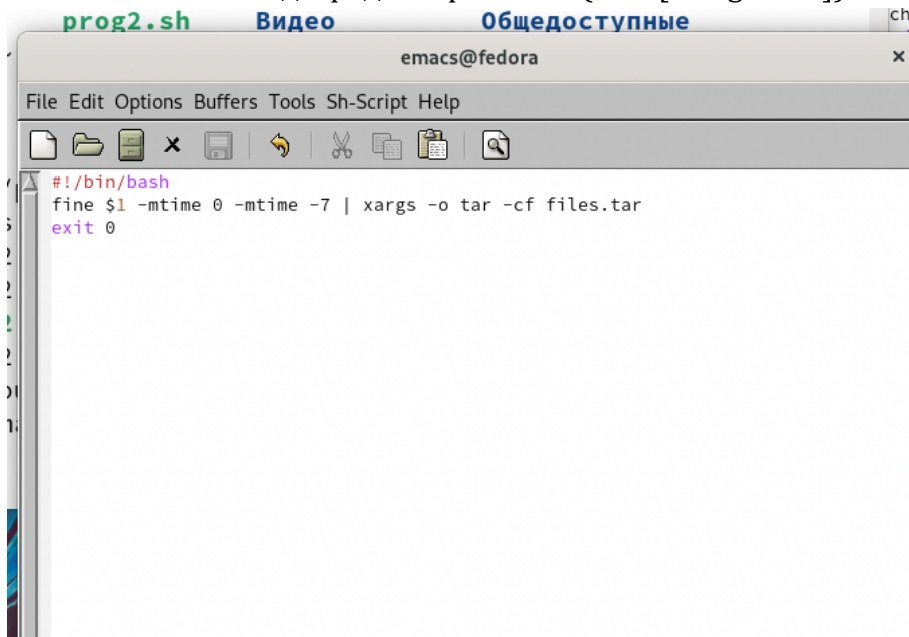 prog2.sh Видео Общедоступные
ch
emacs@fedora
File Edit Options Buffers Tools Sh-Script Help
#!/bin/bash
fine $1 -mtime 0 -mtime -7 | xargs -o tar -cf files.tar
exit 0